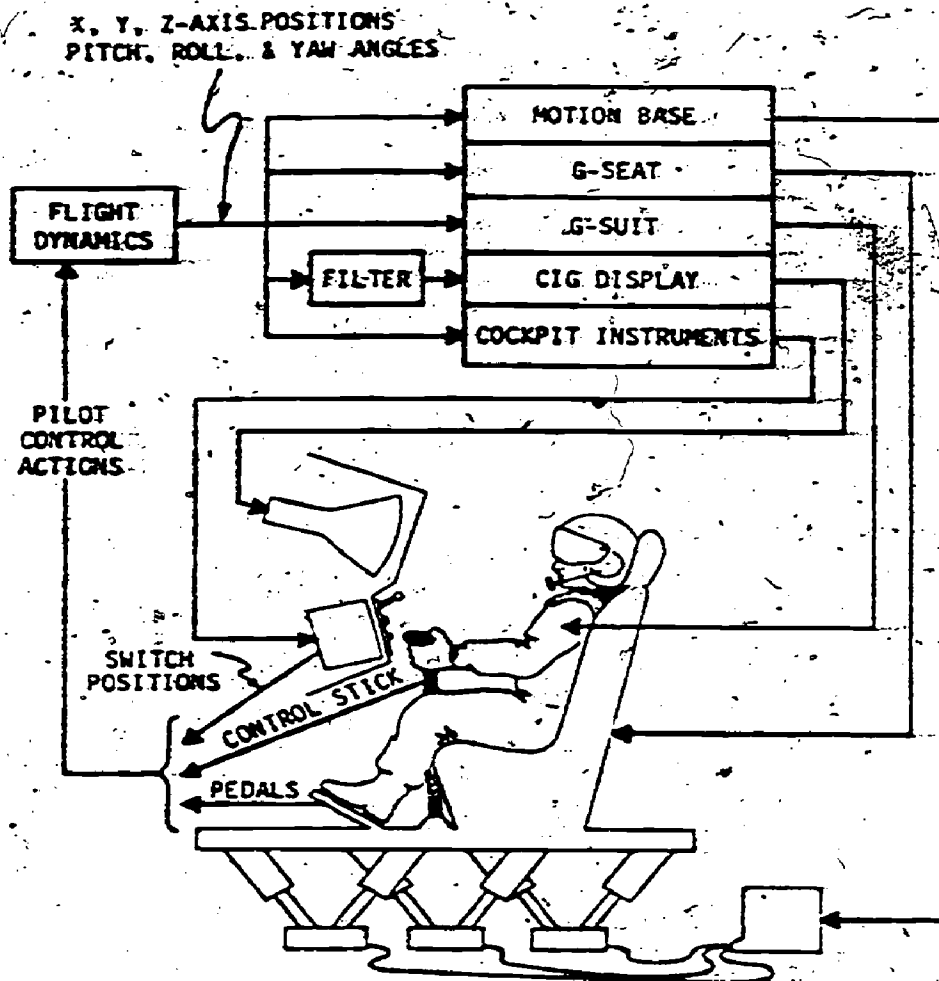 X, Y, Z-AXIS POSITIONS
PITCH, ROLL, & YAW ANGLES
MOTION BASE
G-SEAT
G-SUIT
CIG DISPLAY
COCKPIT INSTRUMENTS
FLIGHT
DYNAMICS
FILTER
PILOT
CONTROL
ACTIONS
SWITCH
POSITIONS
CONTROL STICK
PEDALS